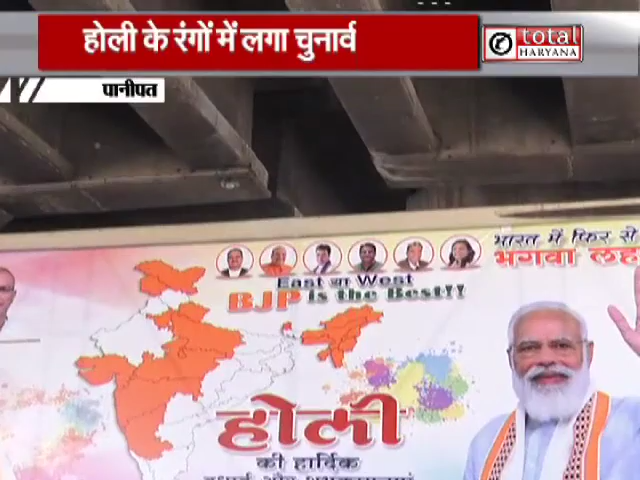 होली के रंगों में लगा चुनाव
total
HARYANA
पानीपत
भारत में फिर से
भगवा लह
East या West
BJP is the Best!!
होली
की हार्दिक